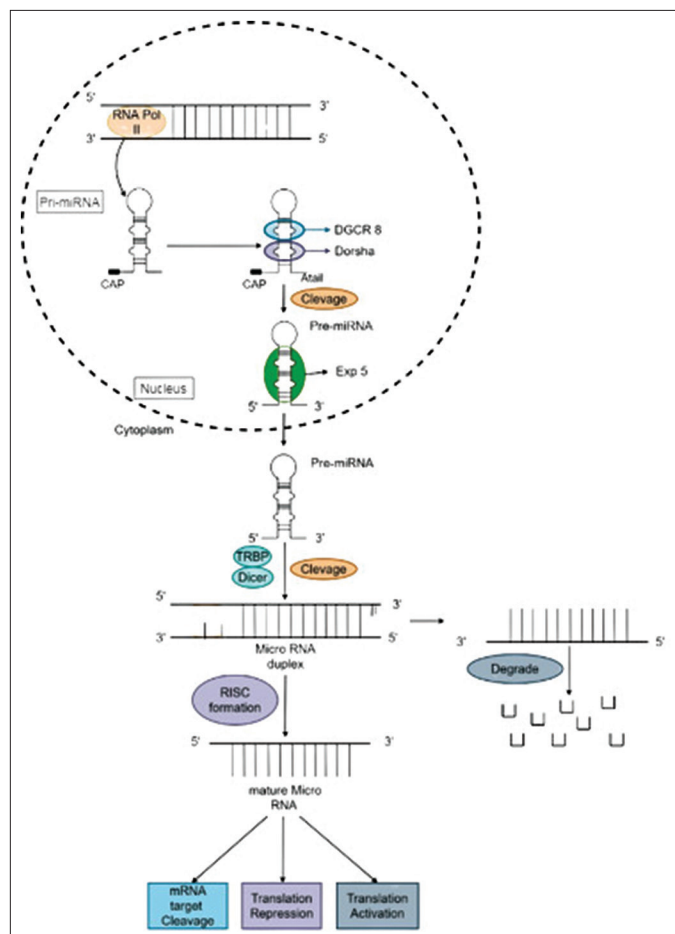 5'
3'
RNA Pol
II
3'
5'
Pri-miRNA
DGCR 8
Dorsha
CAP
CAP
Atail
Clevage
Pre-miRNA
Exp 5
Nucleus
5'
3'
Cytoplasm
Pre-miRNA
5'
3'
TRBP
Dicer
Clevage
5'
3'
3'
5'
Micro RNA
duplex
3'
5'
Degrade
RISC
formation
5'
3'
mature Micro
RNA
mRNA
target
Cleavage
Translation
Repression
Translation
Activation